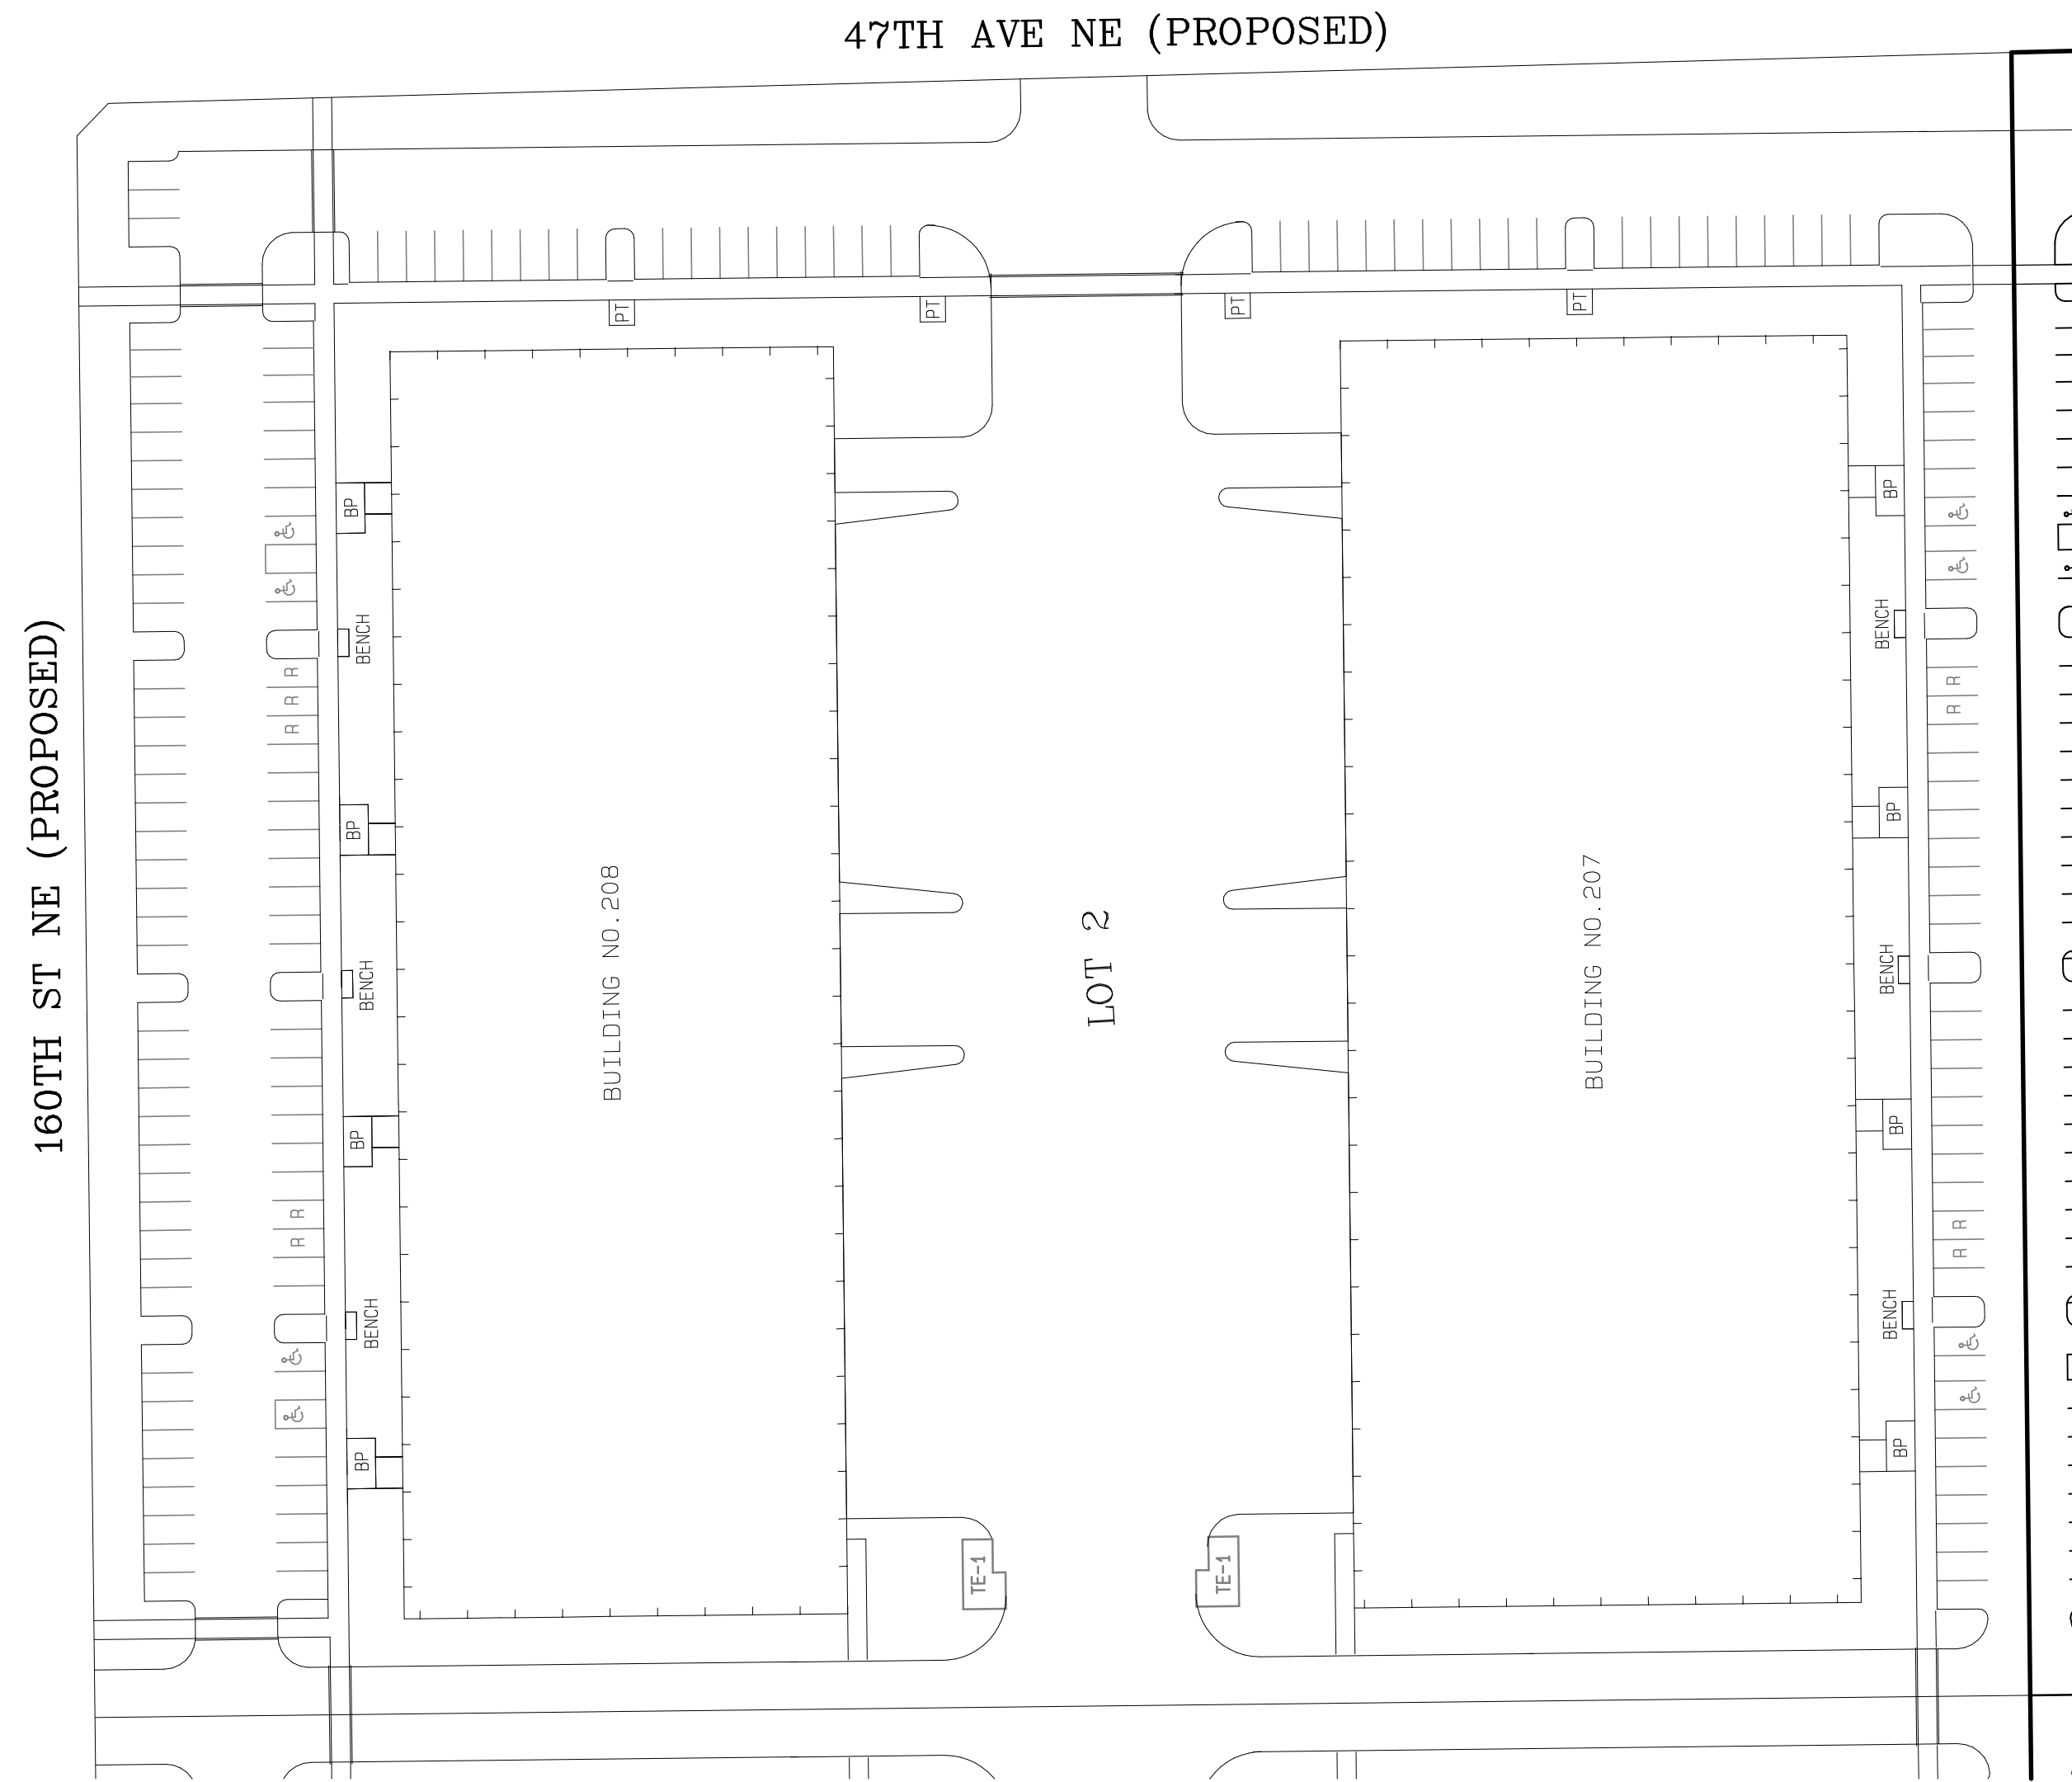 47TH AVE NE (PROPOSED)
160TH ST NE (PROPOSED)
PT
PT
PT
PT
BP
BP
BENCH
BENCH
R
R
R
R
R
BP
BP
BUILDING NO.208
LOT 2
BUILDING NO.207
BENCH
BENCH
BP
BP
R
R
R
R
BENCH
BENCH
BP
BP
TE-1
TE-1